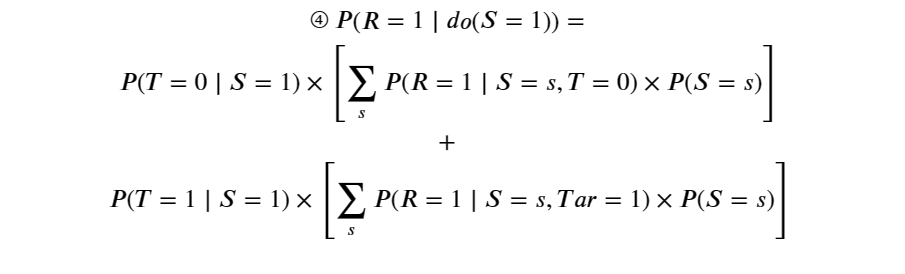 ④ P(R = 1 | do(S = 1)) =
P(T = 0 | S = 1) × [∑ₛ P(R = 1 | S = s, T = 0) × P(S = s)]
+
P(T = 1 | S = 1) × [∑ₛ P(R = 1 | S = s, Tar = 1) × P(S = s)]